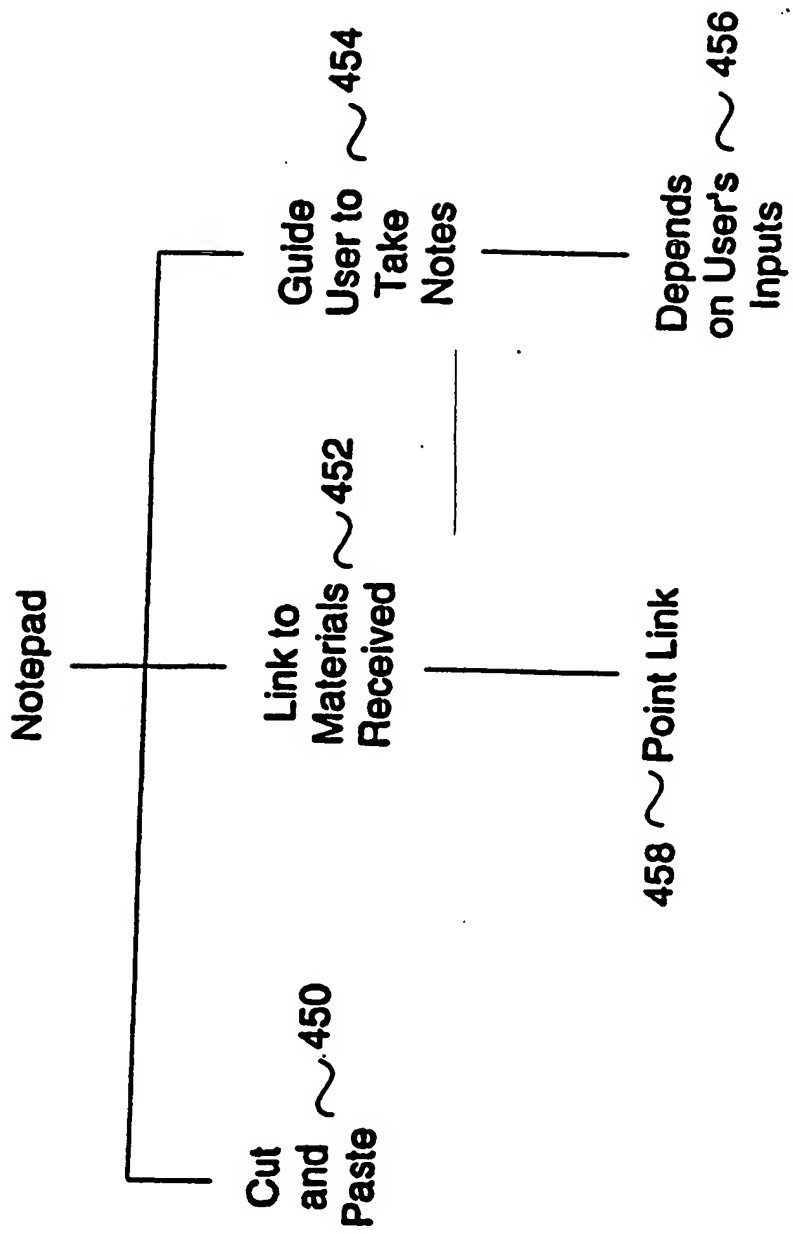 Notepad
Cut
and ~ 450
Paste
Link to
Materials ~ 452
Received
Guide
User to ~ 454
Take
Notes
458 ~ Point Link
Depends
on User's ~ 456
Inputs